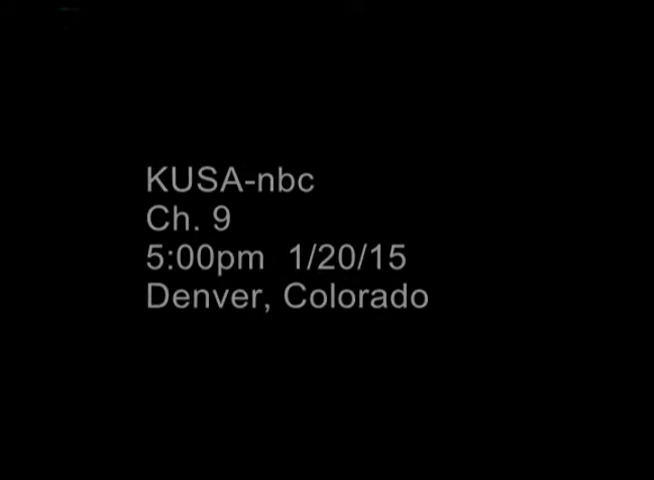 KUSA-nbc
Ch. 9
5:00pm 1/20/15
Denver, Colorado